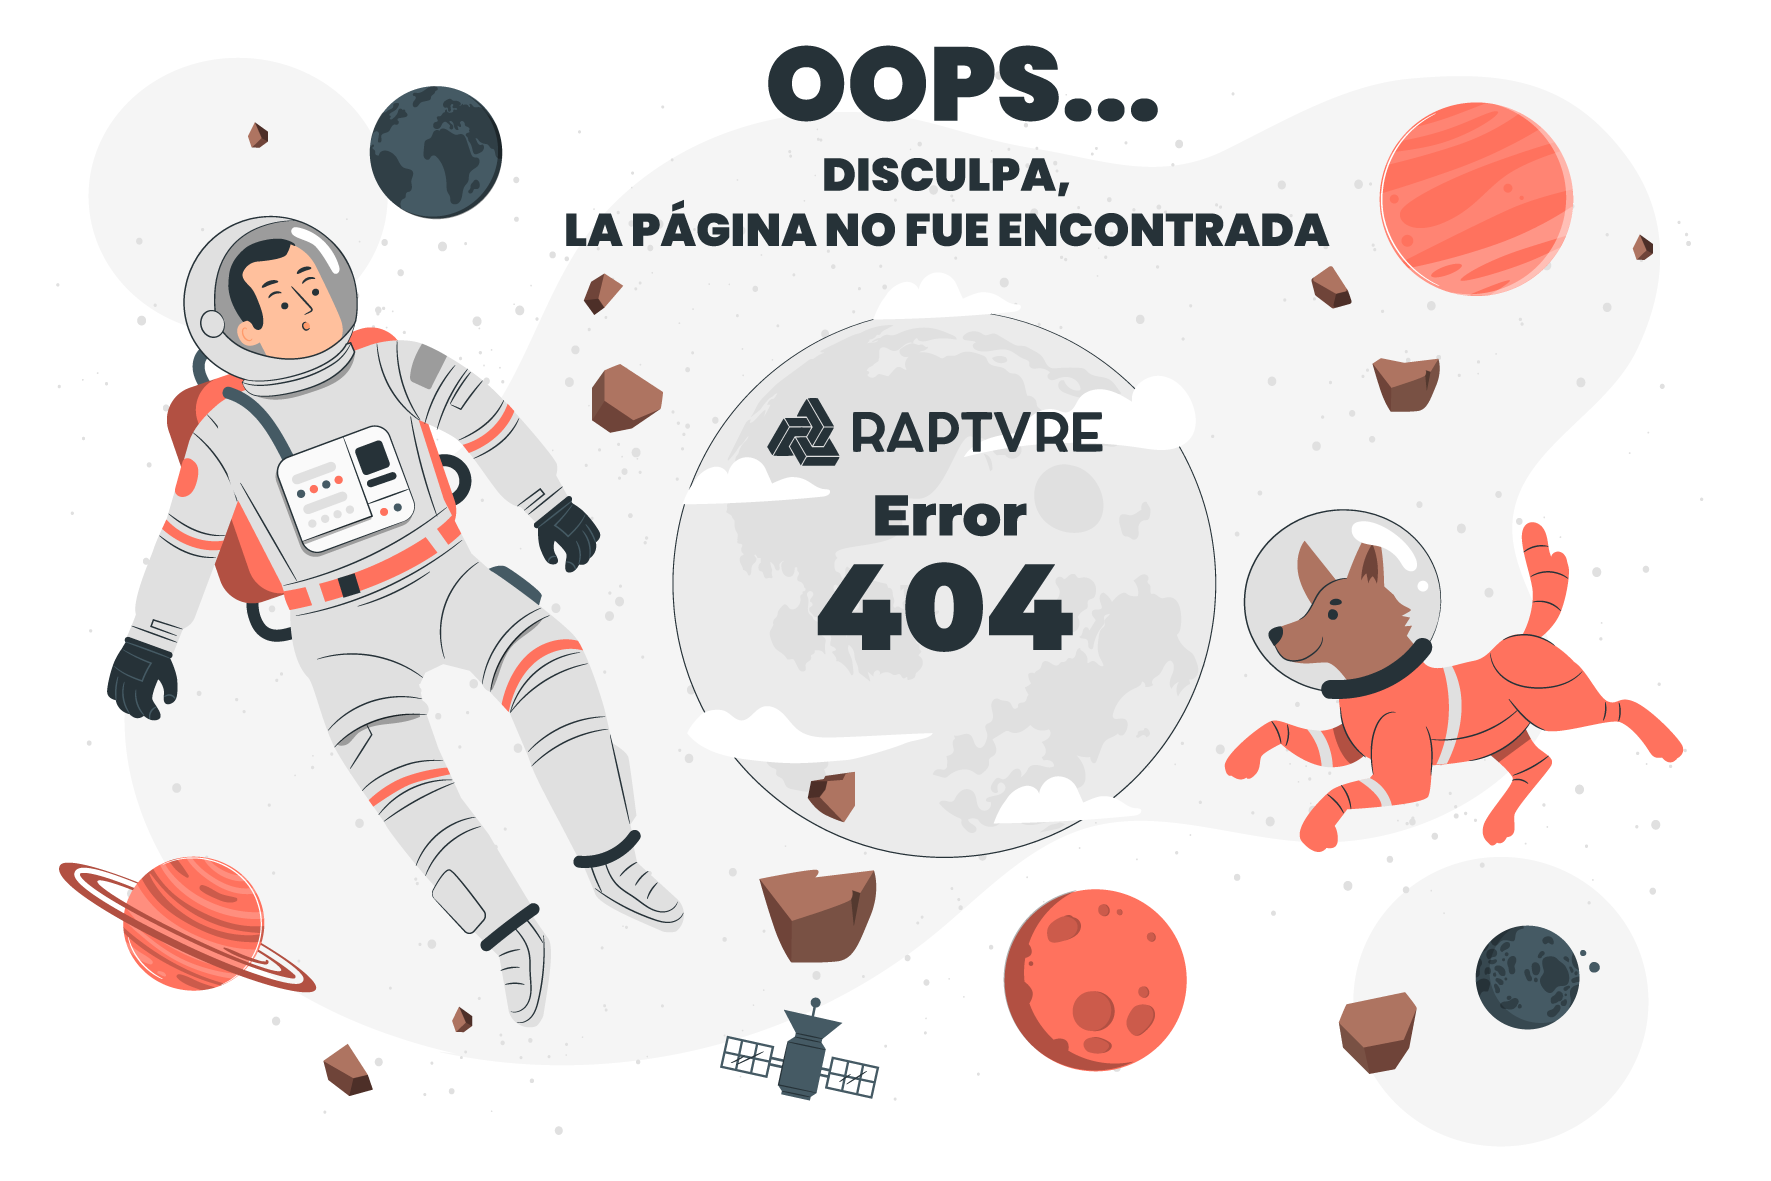 OOPS...
DISCULPA,
LA PÁGINA NO FUE ENCONTRADA
RAPTVRE
Error
404